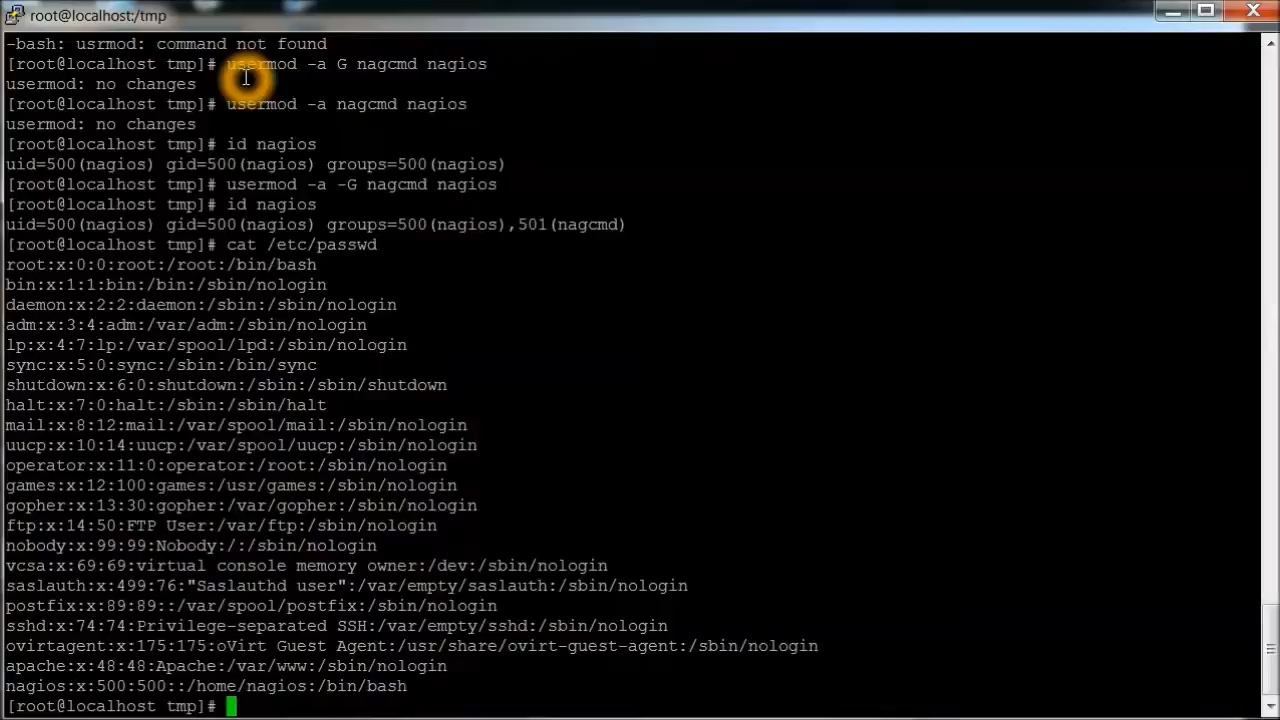 root@localhost:/tmp
-bash: usrmod: command not found
[root@localhost tmp]# usermod -a G nagcmd nagios
usermod: no changes
[root@localhost tmp]# usermod -a nagcmd nagios
usermod: no changes
[root@localhost tmp]# id nagios
uid=500(nagios) gid=500(nagios) groups=500(nagios)
[root@localhost tmp]# usermod -a -G nagcmd nagios
[root@localhost tmp]# id nagios
uid=500(nagios) gid=500(nagios) groups=500(nagios),501(nagcmd)
[root@localhost tmp]# cat /etc/passwd
root:x:0:0:root:/root:/bin/bash
bin:x:1:1:bin:/bin:/sbin/nologin
daemon:x:2:2:daemon:/sbin:/sbin/nologin
adm:x:3:4:adm:/var/adm:/sbin/nologin
lp:x:4:7:lp:/var/spool/lpd:/sbin/nologin
sync:x:5:0:sync:/sbin:/bin/sync
shutdown:x:6:0:shutdown:/sbin:/sbin/shutdown
halt:x:7:0:halt:/sbin:/sbin/halt
mail:x:8:12:mail:/var/spool/mail:/sbin/nologin
uucp:x:10:14:uucp:/var/spool/uucp:/sbin/nologin
operator:x:11:0:operator:/root:/sbin/nologin
games:x:12:100:games:/usr/games:/sbin/nologin
gopher:x:13:30:gopher:/var/gopher:/sbin/nologin
ftp:x:14:50:FTP User:/var/ftp:/sbin/nologin
nobody:x:99:99:Nobody:/:/sbin/nologin
vcsa:x:69:69:virtual console memory owner:/dev:/sbin/nologin
saslauth:x:499:76:"Saslauthd user":/var/empty/saslauth:/sbin/nologin
postfix:x:89:89::/var/spool/postfix:/sbin/nologin
sshd:x:74:74:Privilege-separated SSH:/var/empty/sshd:/sbin/nologin
ovirtagent:x:175:175:oVirt Guest Agent:/usr/share/ovirt-guest-agent:/sbin/nologin
apache:x:48:48:Apache:/var/www:/sbin/nologin
nagios:x:500:500::/home/nagios:/bin/bash
[root@localhost tmp]#